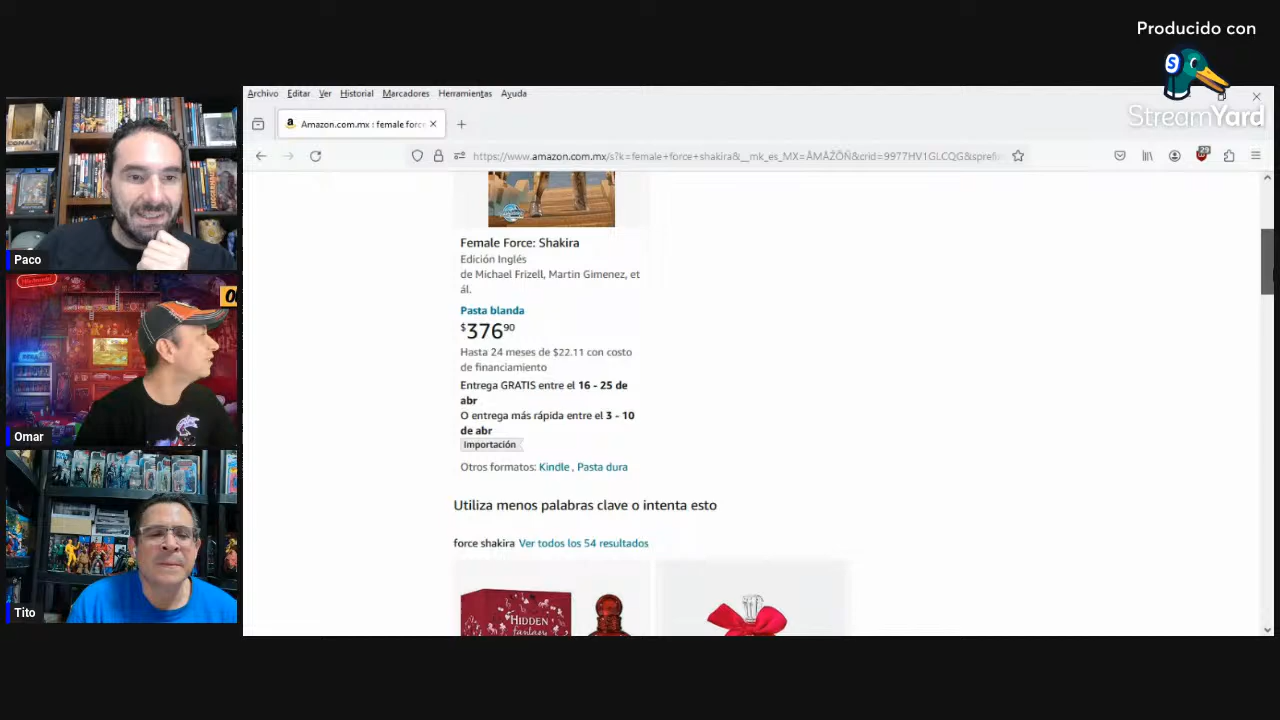 Producido con
StreamYard
Archivo Editar Ver Historial Marcadores Herramientas Ayuda
Amazon.com.mx : female force
https://www.amazon.com.mx/s?k=female+force+shakira&__mk_es_MX=ÅMÅŽÕÑ&crid=9977HV1GLCQG&sprefi
29
Female Force: Shakira
Edición Inglés
de Michael Frizell, Martin Gimenez, et
ál.
Pasta blanda
$37690
Hasta 24 meses de $22.11 con costo
de financiamiento
Entrega GRATIS entre el 16 - 25 de
abr
O entrega más rápida entre el 3 - 10
de abr
Importación
Otros formatos: Kindle , Pasta dura
Utiliza menos palabras clave o intenta esto
force shakira Ver todos los 54 resultados
HIDDEN
fantasy
CONAN
Paco
Omar
Tito